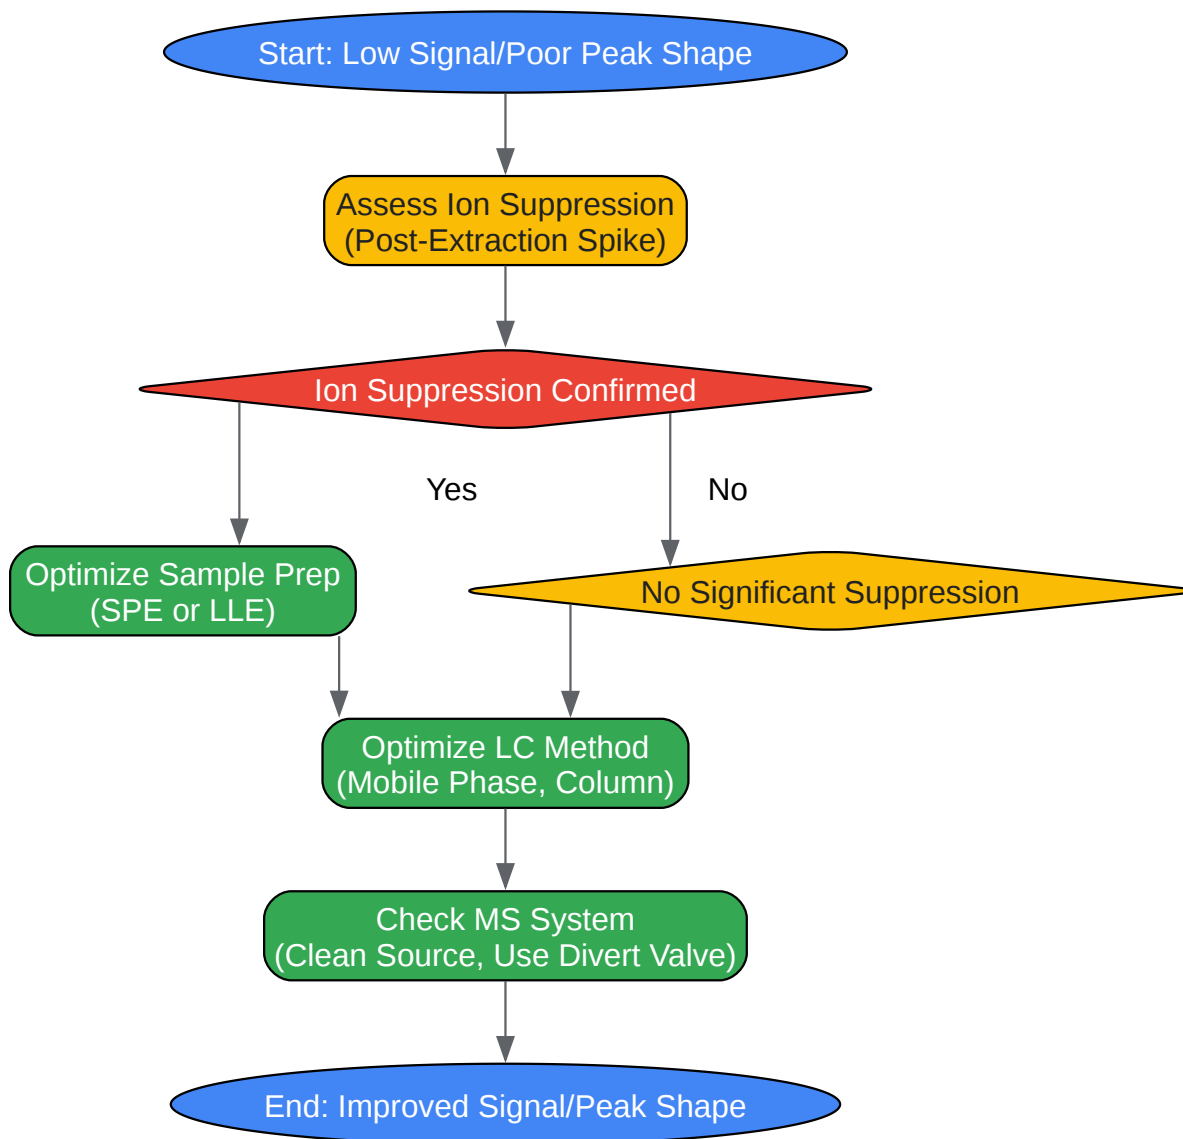 Start: Low Signal/Poor Peak Shape
Assess Ion Suppression
(Post-Extraction Spike)
Ion Suppression Confirmed
Yes
No
Optimize Sample Prep
(SPE or LLE)
No Significant Suppression
Optimize LC Method
(Mobile Phase, Column)
Check MS System
(Clean Source, Use Divert Valve)
End: Improved Signal/Peak Shape